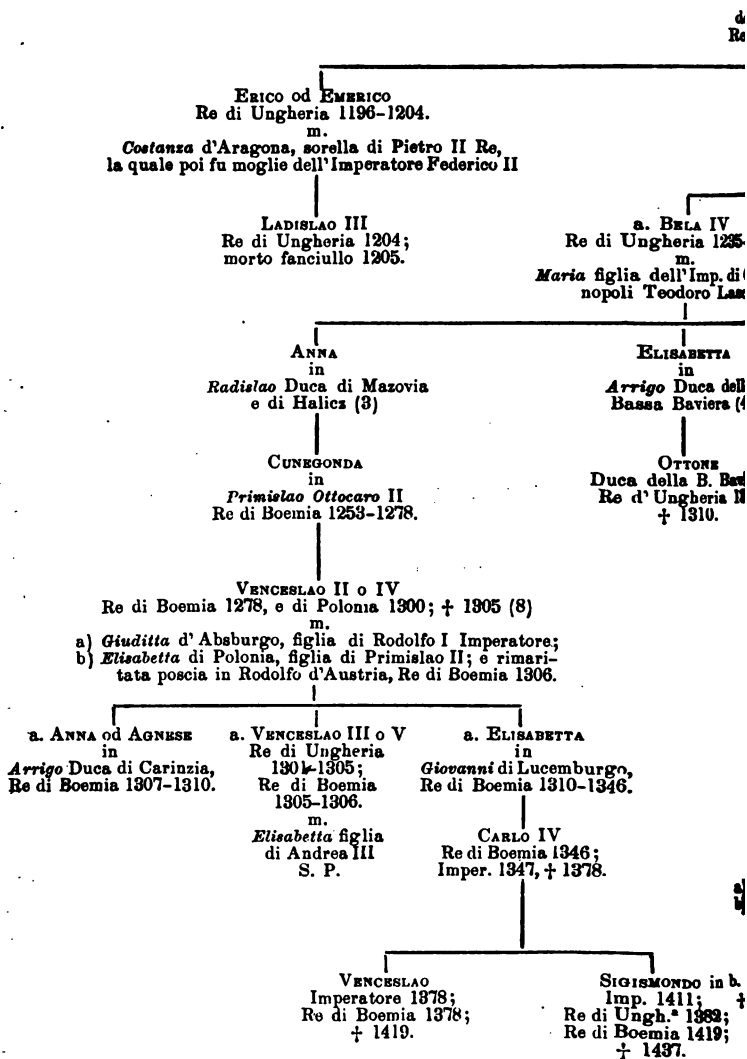 Erico od Emerico
Re di Ungheria 1196-1204.
m.
Costanza d'Aragona, sorella di Pietro II Re,
la quale poi fu moglie dell'Imperatore Federico II
Ladislao III
Re di Ungheria 1204;
morto fanciullo 1205.
a. Bela IV
Re di Ungheria 1235-
m.
Maria figlia dell'Imp. di
nopoli Teodoro
Anna
in
Radislao Duca di Mazovia
e di Halicz (3)
Elisabetta
in
Arrigo Duca
Bassa Baviera
Cunegonda
in
Primislao Ottocaro II
Re di Boemia 1253-1278.
Ottone
Duca della B.
Re d'Ungheria
† 1310.
Venceslao II o IV
Re di Boemia 1278, e di Polonia 1300; † 1305 (8)
m.
a) Giuditta d'Absburgo, figlia di Rodolfo I Imperatore;
b) Elisabetta di Polonia, figlia di Primislao II; e rimari-
tata poscia in Rodolfo d'Austria, Re di Boemia 1306.
a. Anna od Agnese
in
Arrigo Duca di Carinzia,
Re di Boemia 1307-1310.
a. Venceslao III o V
Re di Ungheria
1301-1305;
Re di Boemia
1305-1306.
m.
Elisabetta figlia
di Andrea III
S. P.
a. Elisabetta
in
Giovanni di Lucemburgo,
Re di Boemia 1310-1346.
Carlo IV
Re di Boemia 1346;
Imper. 1347, † 1378.
Venceslao
Imperatore 1378;
Re di Boemia 1378;
† 1419.
Sigismondo in b.
Imp. 1411; †
Re di Ungh.ª 1382;
Re di Boemia 1419;
† 1437.